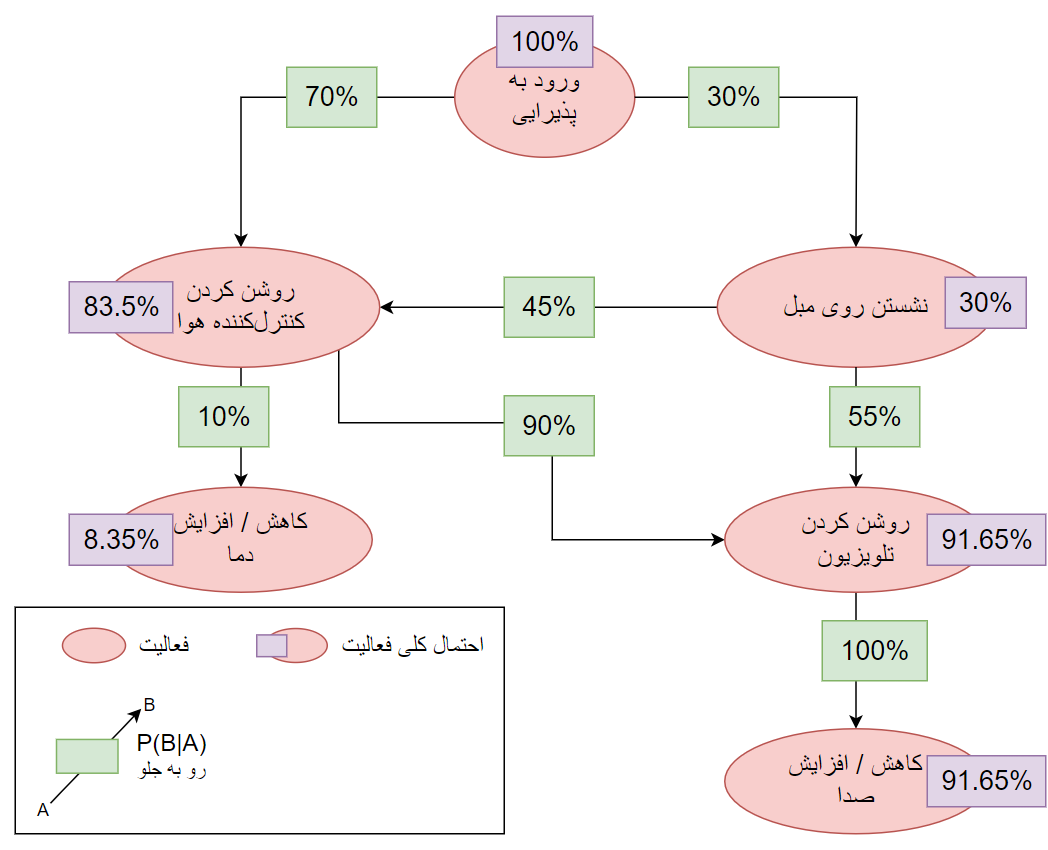 100%
ورود به
پذیرایی
70%
30%
روشن کردن
کنترل‌کننده هوا
83.5%
45%
نشستن روی مبل
30%
10%
90%
55%
کاهش / افزایش
دما
8.35%
روشن کردن
تلویزیون
91.65%
100%
کاهش / افزایش
صدا
91.65%
فعالیت
احتمال کلی فعالیت
B
P(B|A)
رو به جلو
A